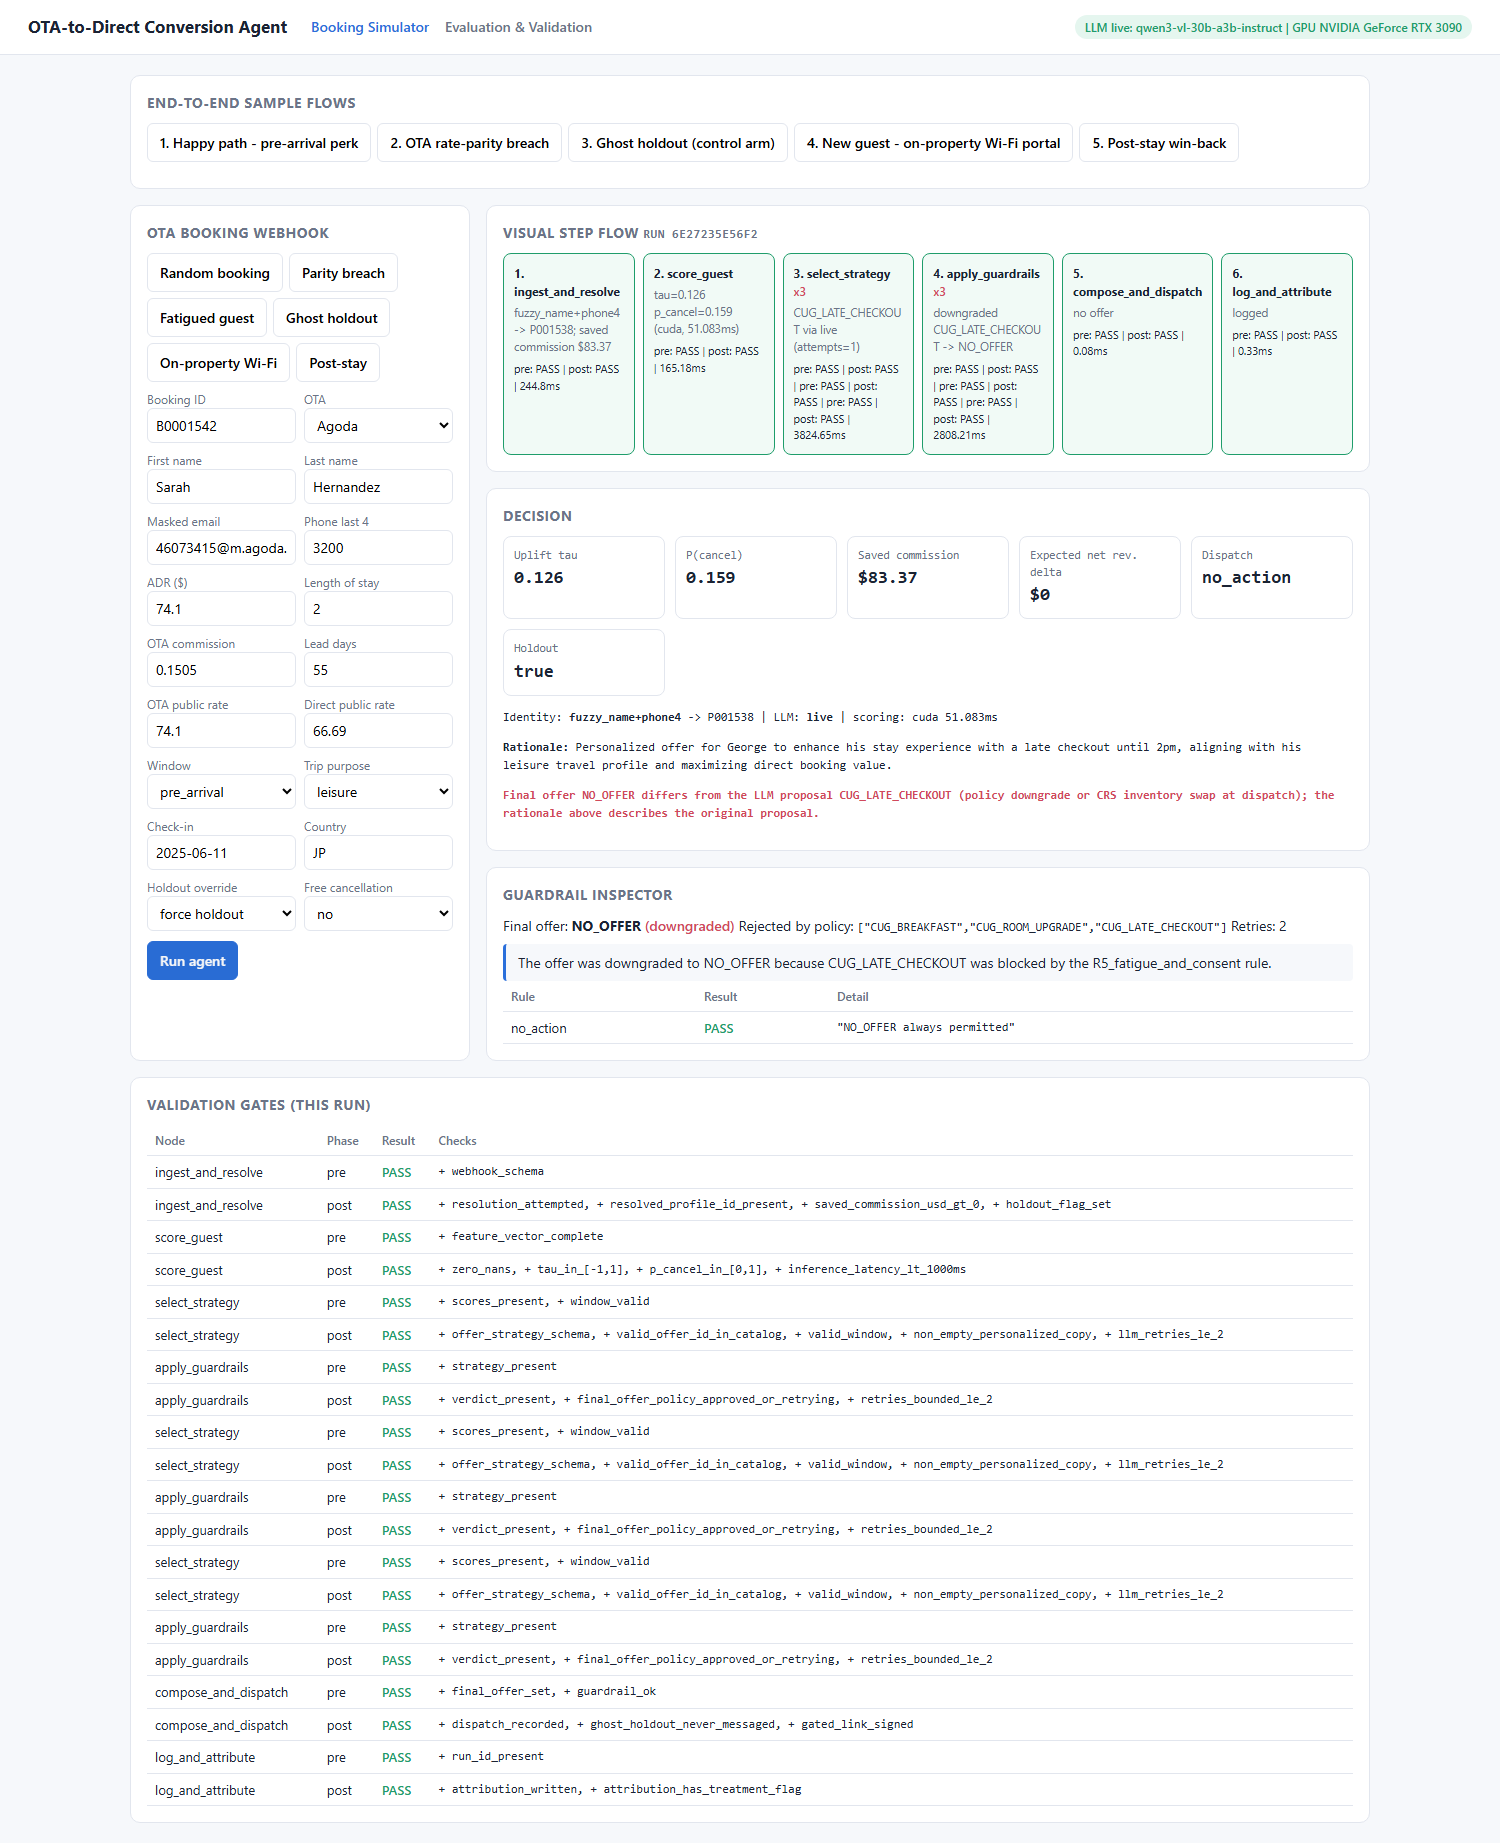 OTA-to-Direct Conversion Agent Booking Simulator Evaluation & Validation LLM live: qwen3-vl-30b-a3b-instruct | GPU NVIDIA GeForce RTX 3090
END-TO-END SAMPLE FLOWS
1. Happy path - pre-arrival perk 2. OTA rate-parity breach 3. Ghost holdout (control arm) 4. New guest - on-property Wi-Fi portal 5. Post-stay win-back
OTA BOOKING WEBHOOK
Random booking Parity breach
Fatigued guest Ghost holdout
On-property Wi-Fi Post-stay
Booking ID OTA
B0001542 Agoda
First name Last name
Sarah Hernandez
Masked email Phone last 4
46073415@m.agoda. 3200
ADR ($) Length of stay
74.1 2
OTA commission Lead days
0.1505 55
OTA public rate Direct public rate
74.1 66.69
Window Trip purpose
pre_arrival leisure
Check-in Country
2025-06-11 JP
Holdout override Free cancellation
force holdout no
Run agent
VISUAL STEP FLOW RUN 6E27235E56F2
1.
ingest_and_resolve
fuzzy_name+phone4
-> P001538; saved
commission $83.37
pre: PASS | post: PASS
| 244.8ms
2. score_guest
tau=0.126
p_cancel=0.159
(cuda, 51.083ms)
pre: PASS | post: PASS
| 165.18ms
3. select_strategy
x3
CUG_LATE_CHECKOU
T via live
(attempts=1)
pre: PASS | post: PASS
| pre: PASS | post:
PASS | pre: PASS |
post: PASS |
3824.65ms
4. apply_guardrails
x3
downgraded
CUG_LATE_CHECKOU
T -> NO_OFFER
pre: PASS | post: PASS
| pre: PASS | post:
PASS | pre: PASS |
post: PASS |
2808.21ms
5.
compose_and_dispatch
no offer
pre: PASS | post: PASS |
0.08ms
6.
log_and_attribute
logged
pre: PASS | post: PASS
| 0.33ms
DECISION
Uplift tau
0.126
P(cancel)
0.159
Saved commission
$83.37
Expected net rev.
delta
$0
Dispatch
no_action
Holdout
true
Identity: fuzzy_name+phone4 -> P001538 | LLM: live | scoring: cuda 51.083ms
Rationale: Personalized offer for George to enhance his stay experience with a late checkout until 2pm, aligning with his
leisure travel profile and maximizing direct booking value.
Final offer NO_OFFER differs from the LLM proposal CUG_LATE_CHECKOUT (policy downgrade or CRS inventory swap at dispatch); the
rationale above describes the original proposal.
GUARDRAIL INSPECTOR
Final offer: NO_OFFER (downgraded) Rejected by policy: ["CUG_BREAKFAST","CUG_ROOM_UPGRADE","CUG_LATE_CHECKOUT"] Retries: 2
The offer was downgraded to NO_OFFER because CUG_LATE_CHECKOUT was blocked by the R5_fatigue_and_consent rule.
Rule Result Detail
no_action PASS "NO_OFFER always permitted"
VALIDATION GATES (THIS RUN)
Node Phase Result Checks
ingest_and_resolve pre PASS + webhook_schema
ingest_and_resolve post PASS + resolution_attempted, + resolved_profile_id_present, + saved_commission_usd_gt_0, + holdout_flag_set
score_guest pre PASS + feature_vector_complete
score_guest post PASS + zero_nans, + tau_in_[-1,1], + p_cancel_in_[0,1], + inference_latency_lt_1000ms
select_strategy pre PASS + scores_present, + window_valid
select_strategy post PASS + offer_strategy_schema, + valid_offer_id_in_catalog, + valid_window, + non_empty_personalized_copy, + llm_retries_le_2
apply_guardrails pre PASS + strategy_present
apply_guardrails post PASS + verdict_present, + final_offer_policy_approved_or_retrying, + retries_bounded_le_2
select_strategy pre PASS + scores_present, + window_valid
select_strategy post PASS + offer_strategy_schema, + valid_offer_id_in_catalog, + valid_window, + non_empty_personalized_copy, + llm_retries_le_2
apply_guardrails pre PASS + strategy_present
apply_guardrails post PASS + verdict_present, + final_offer_policy_approved_or_retrying, + retries_bounded_le_2
select_strategy pre PASS + scores_present, + window_valid
select_strategy post PASS + offer_strategy_schema, + valid_offer_id_in_catalog, + valid_window, + non_empty_personalized_copy, + llm_retries_le_2
apply_guardrails pre PASS + strategy_present
apply_guardrails post PASS + verdict_present, + final_offer_policy_approved_or_retrying, + retries_bounded_le_2
compose_and_dispatch pre PASS + final_offer_set, + guardrail_ok
compose_and_dispatch post PASS + dispatch_recorded, + ghost_holdout_never_messaged, + gated_link_signed
log_and_attribute pre PASS + run_id_present
log_and_attribute post PASS + attribution_written, + attribution_has_treatment_flag